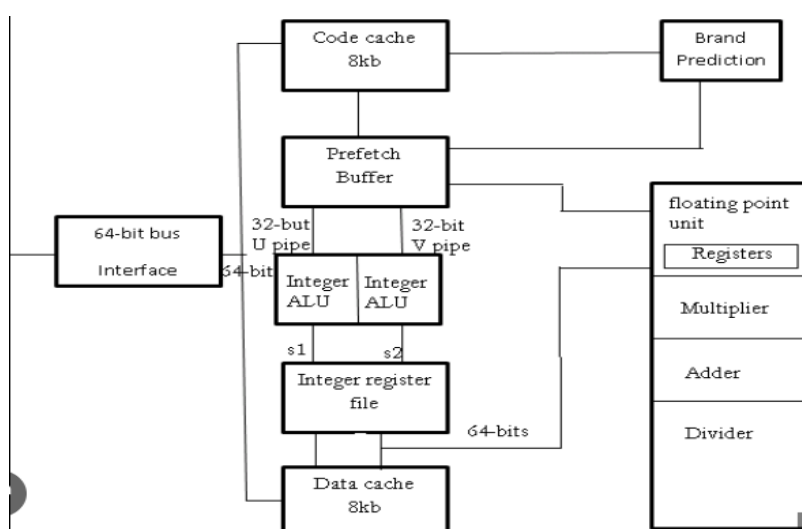 Code cache
8kb
Brand
Prediction
Prefetch
Buffer
floating point
unit
Registers
32-but
U pipe
32-bit
V pipe
64-bit bus
Interface
64-bit
Integer
ALU
Integer
ALU
Multiplier
s1
s2
Adder
Integer register
file
64-bits
Divider
Data cache
8kb